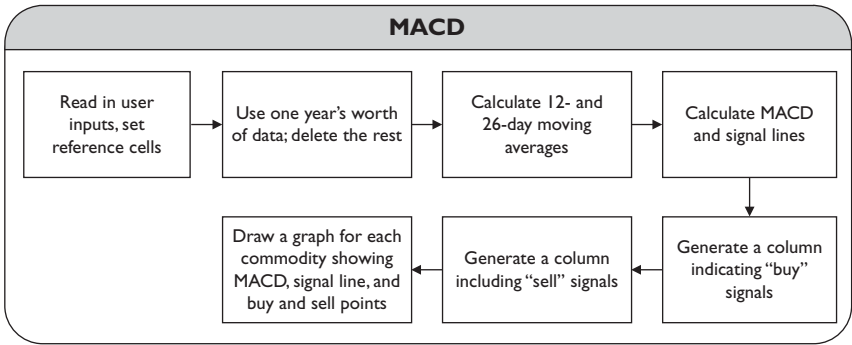 MACD
Read in user
inputs, set
reference cells
Use one year’s worth
of data; delete the rest
Calculate 12- and
26-day moving
averages
Calculate MACD
and signal lines
Generate a column
indicating “buy”
signals
Generate a column
including “sell” signals
Draw a graph for each
commodity showing
MACD, signal line, and
buy and sell points